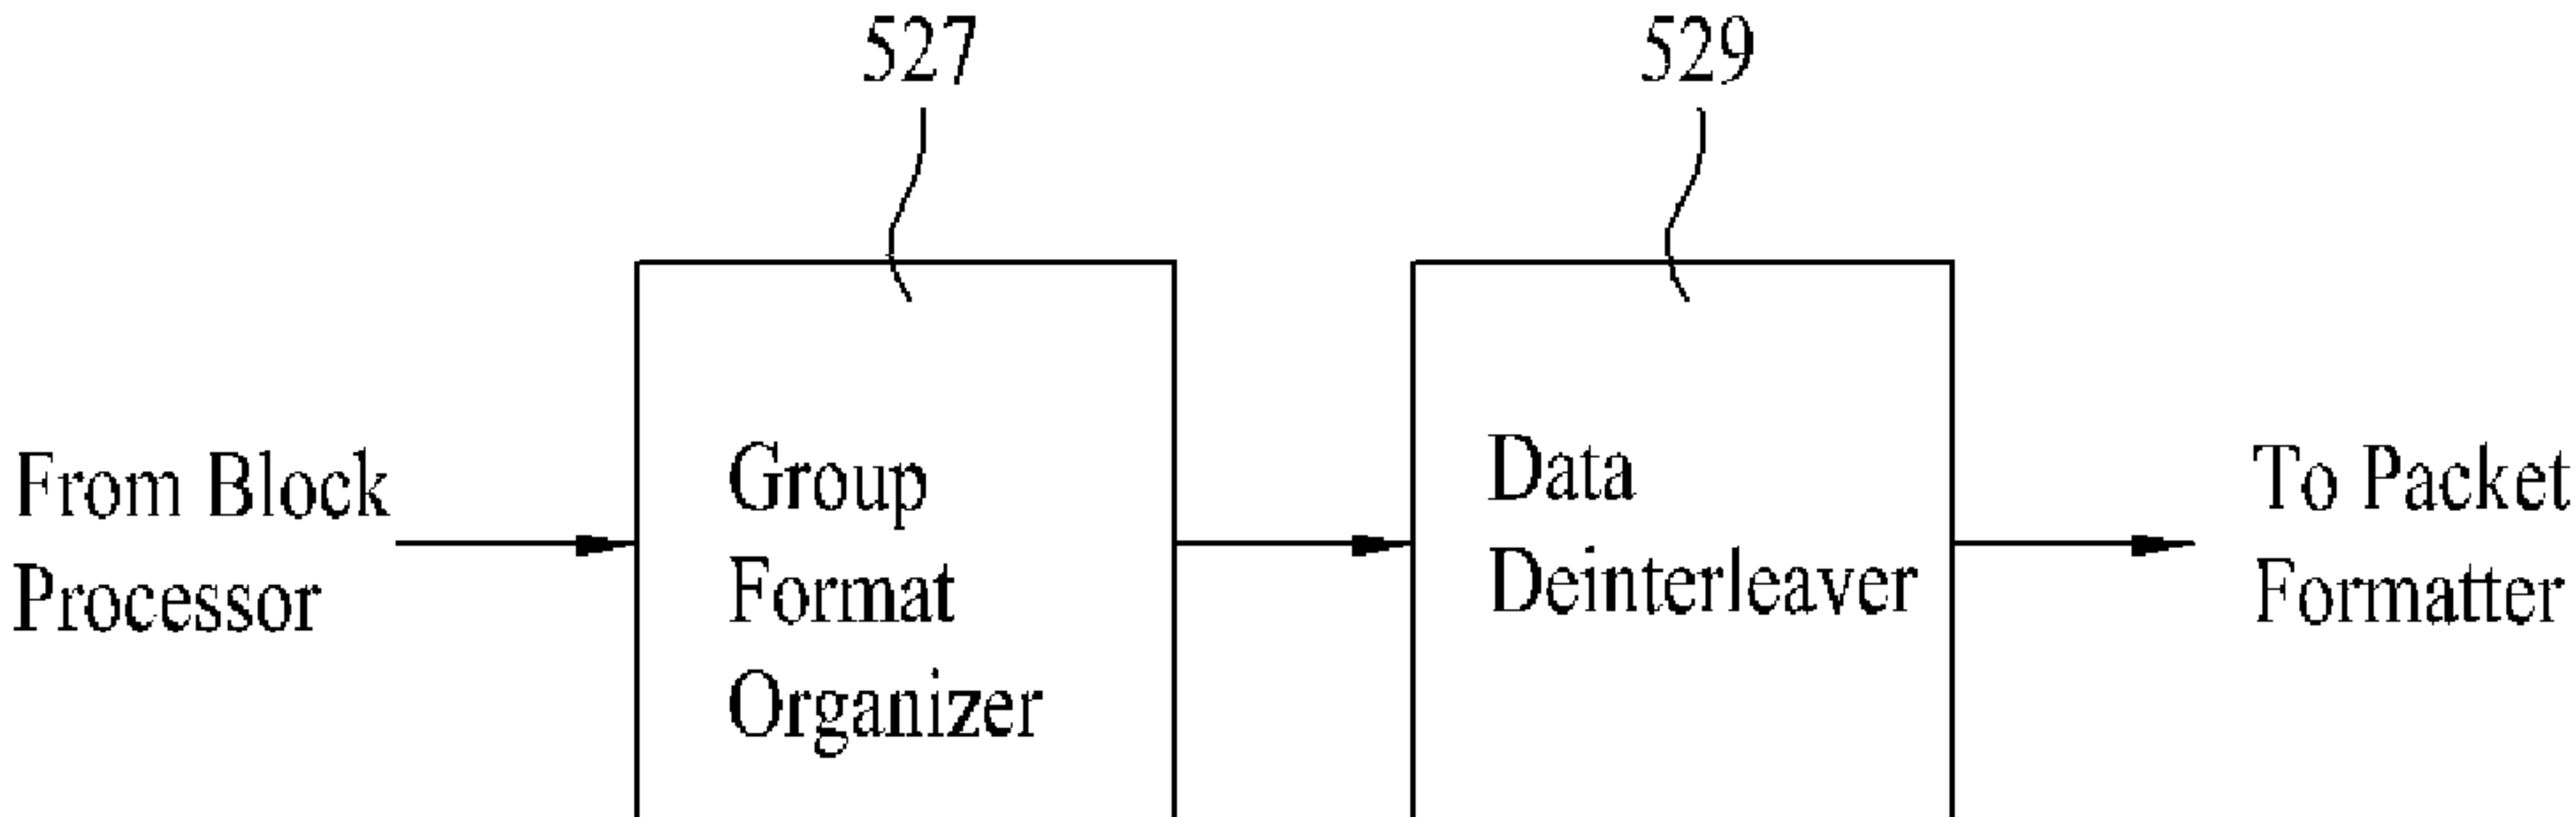 527
529
From Block
Processor
Group
Format
Organizer
Data
Deinterleaver
To Packet
Formatter